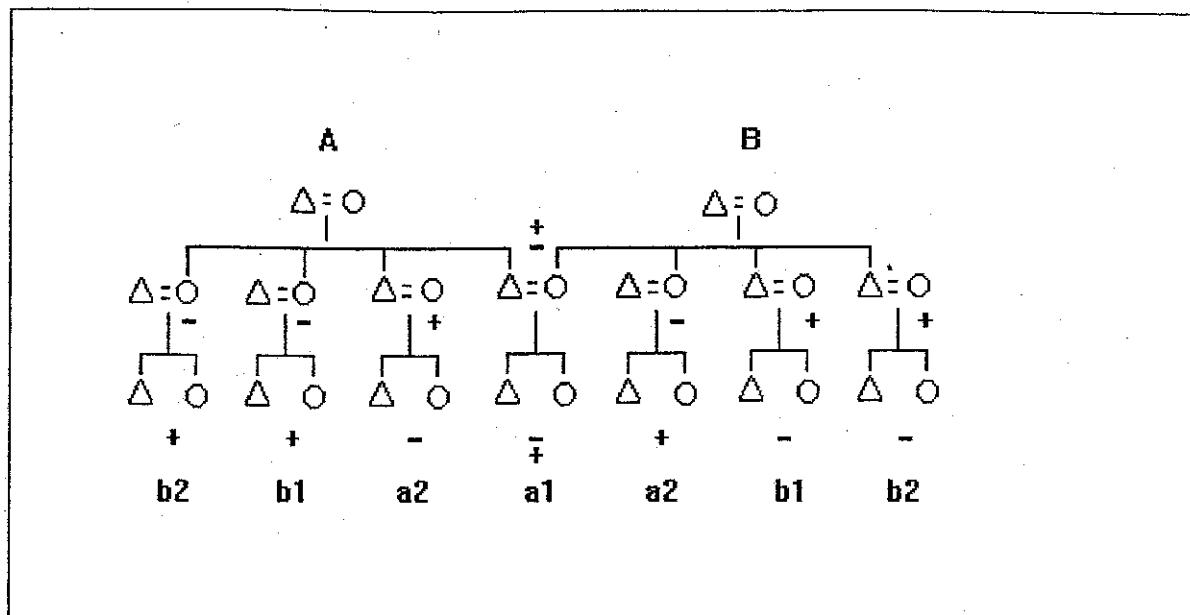 A B
= =
+
-
= = = = = = =
- - + - + +
+ + - - + - -
+
b2 b1 a2 a1 a2 b1 b2